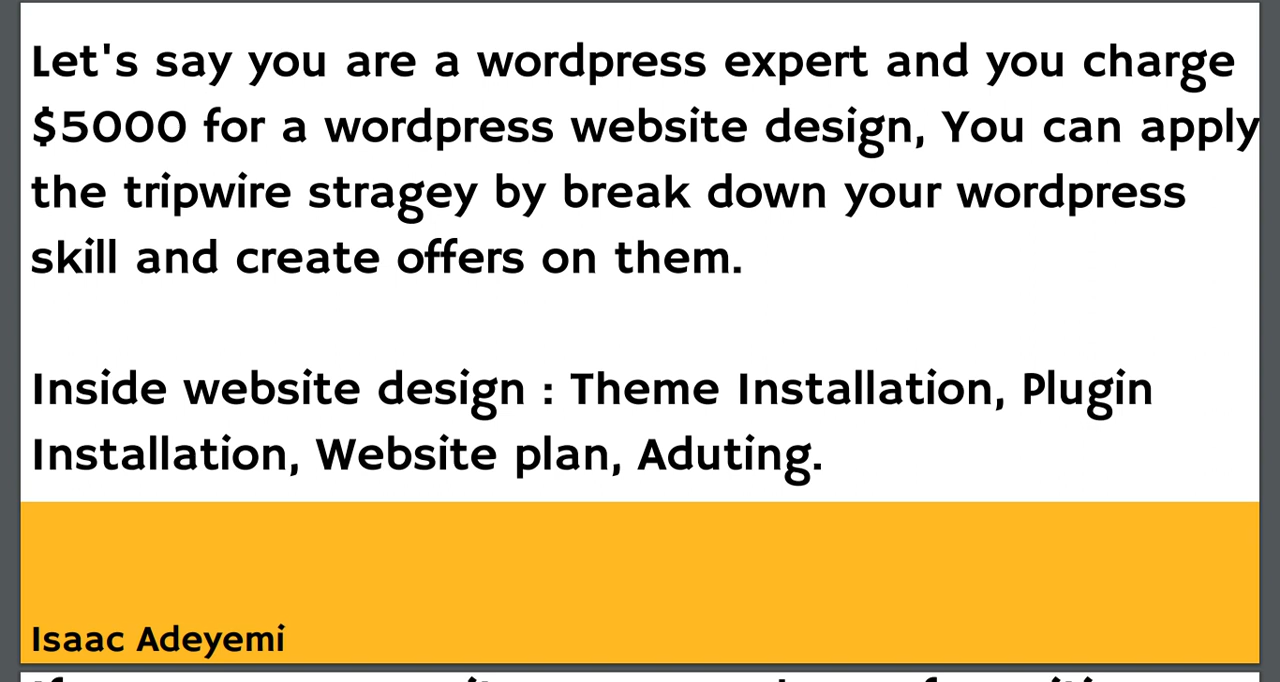 Let's say you are a wordpress expert and you charge
$5000 for a wordpress website design, You can apply
the tripwire stragey by break down your wordpress
skill and create offers on them.
Inside website design : Theme Installation, Plugin
Installation, Website plan, Aduting.
Isaac Adeyemi